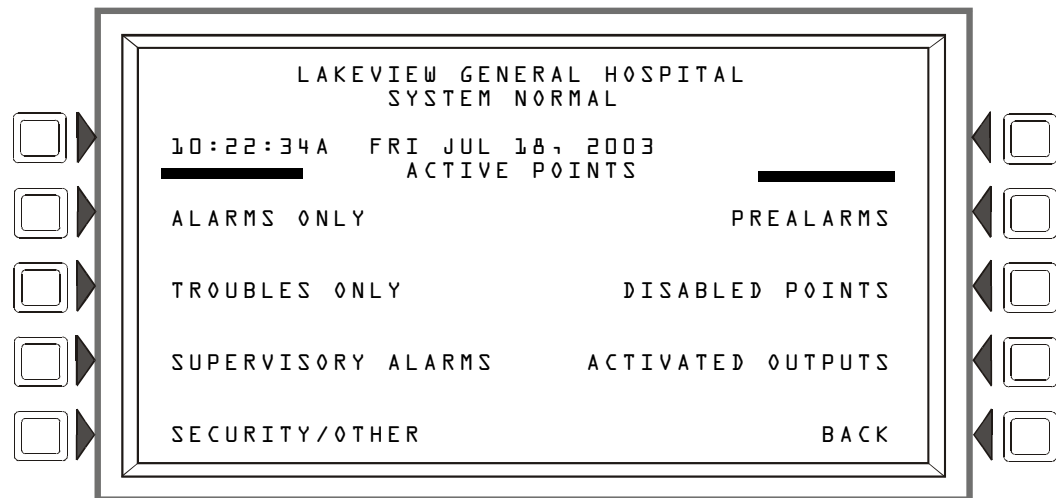 LAKEVIEW GENERAL HOSPITAL
SYSTEM NORMAL
10:22:34A FRI JUL 18, 2003
ACTIVE POINTS
ALARMS ONLY PREALARMS
TROUBLES ONLY DISABLED POINTS
SUPERVISORY ALARMS ACTIVATED OUTPUTS
SECURITY/OTHER BACK